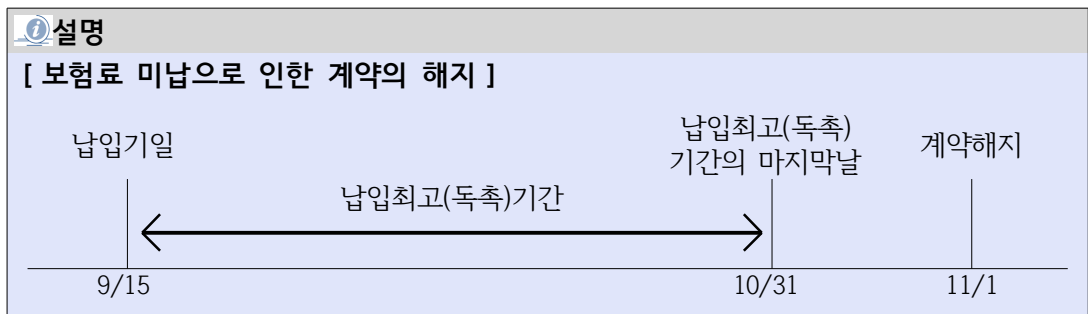 설명
[ 보험료 미납으로 인한 계약의 해지 ]
납입기일
납입최고(독촉)
기간의 마지막날
계약해지
납입최고(독촉)기간
9/15
10/31
11/1